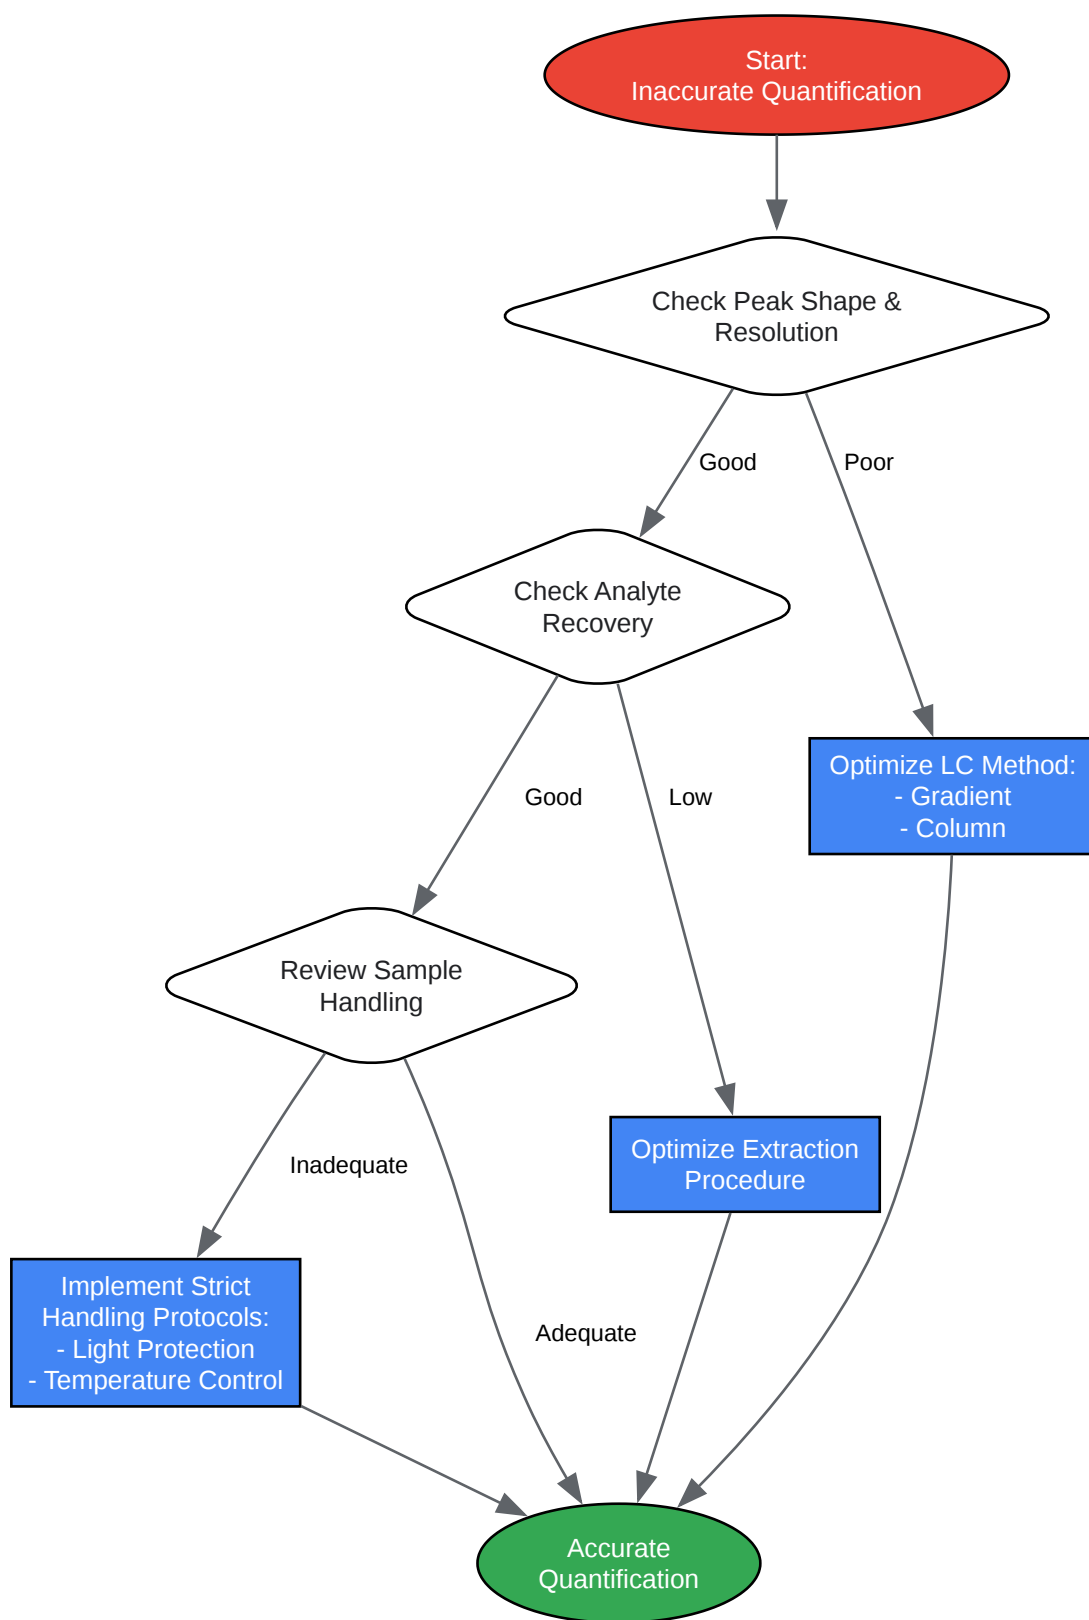 Start:
Inaccurate Quantification
Check Peak Shape &
Resolution
Good
Poor
Check Analyte
Recovery
Optimize LC Method:
- Gradient
- Column
Good
Low
Review Sample
Handling
Optimize Extraction
Procedure
Inadequate
Implement Strict
Handling Protocols:
- Light Protection
- Temperature Control
Adequate
Accurate
Quantification